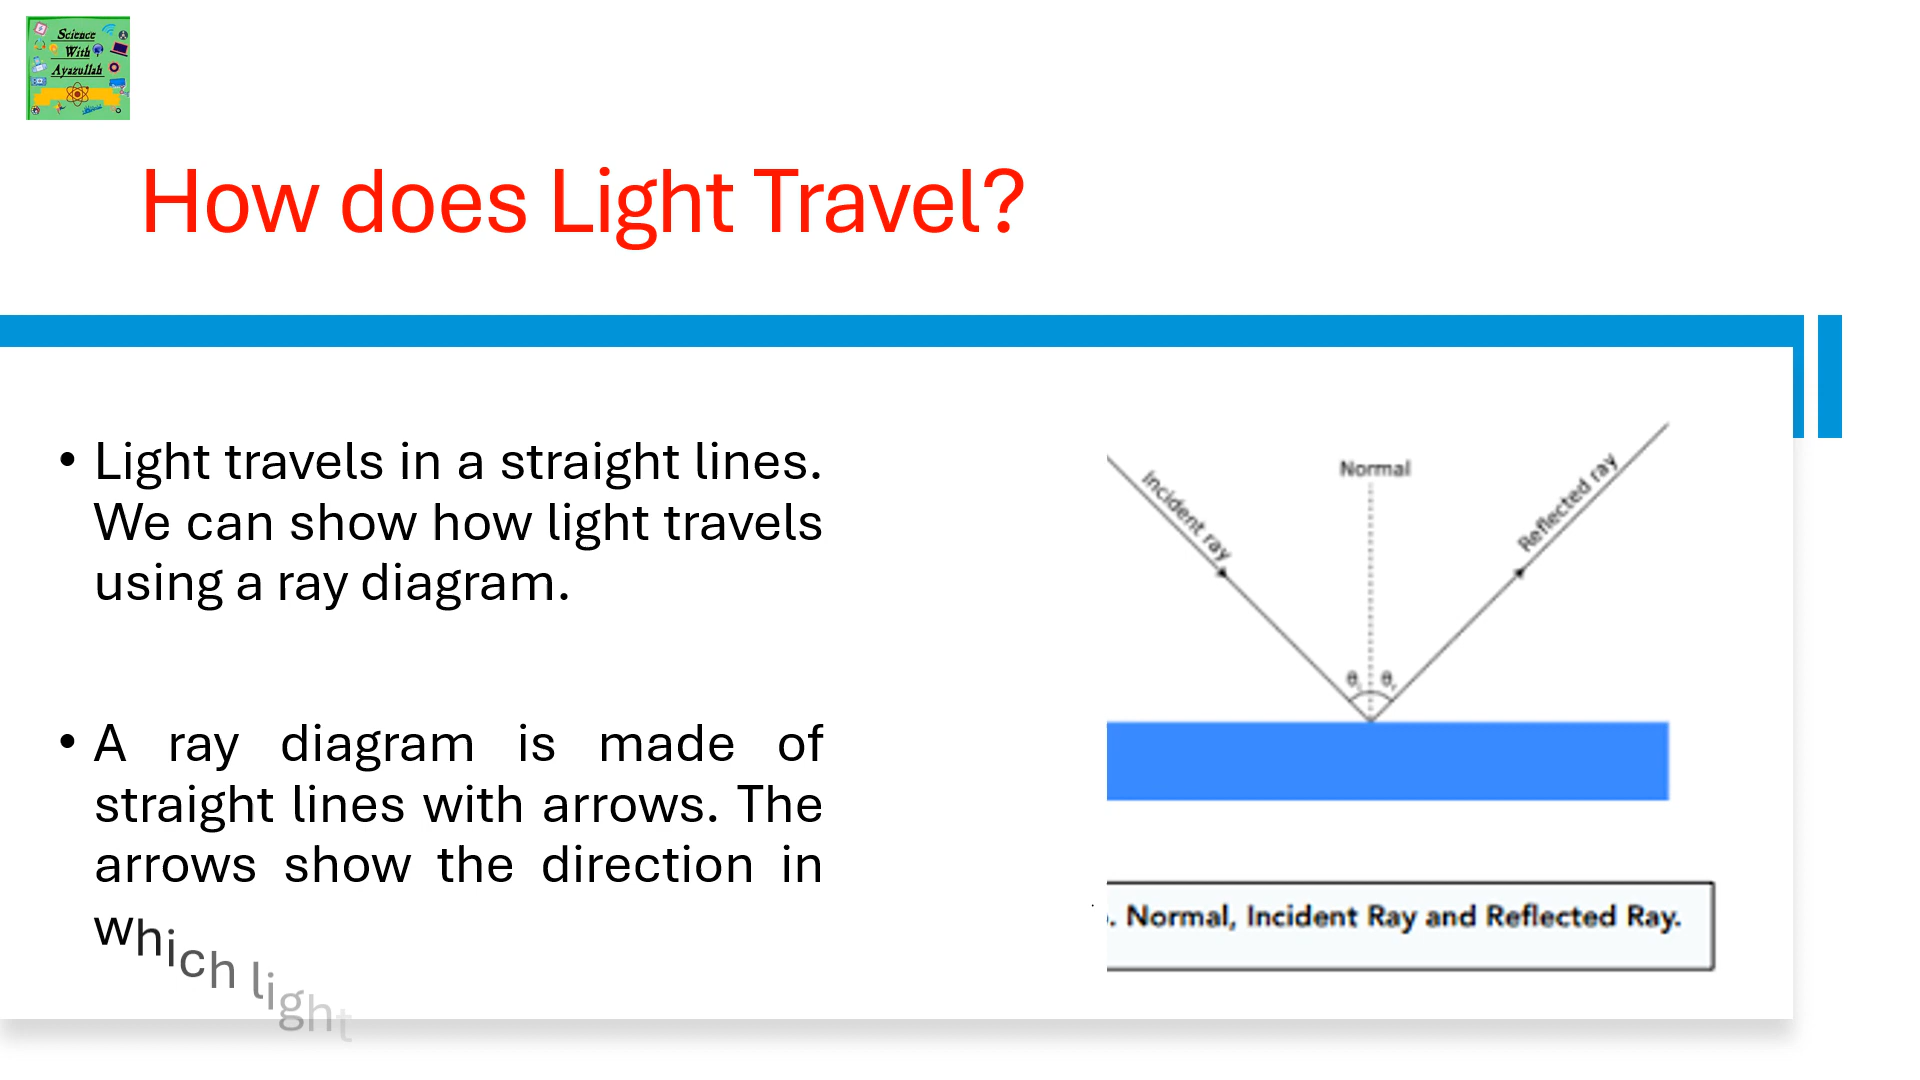 Science
With
Ayazullah
How does Light Travel?
• Light travels in a straight lines.
We can show how light travels
using a ray diagram.
• A ray diagram is made of
straight lines with arrows. The
arrows show the direction in
which light
Incident ray
Normal
Reflected ray
θ θr
. Normal, Incident Ray and Reflected Ray.